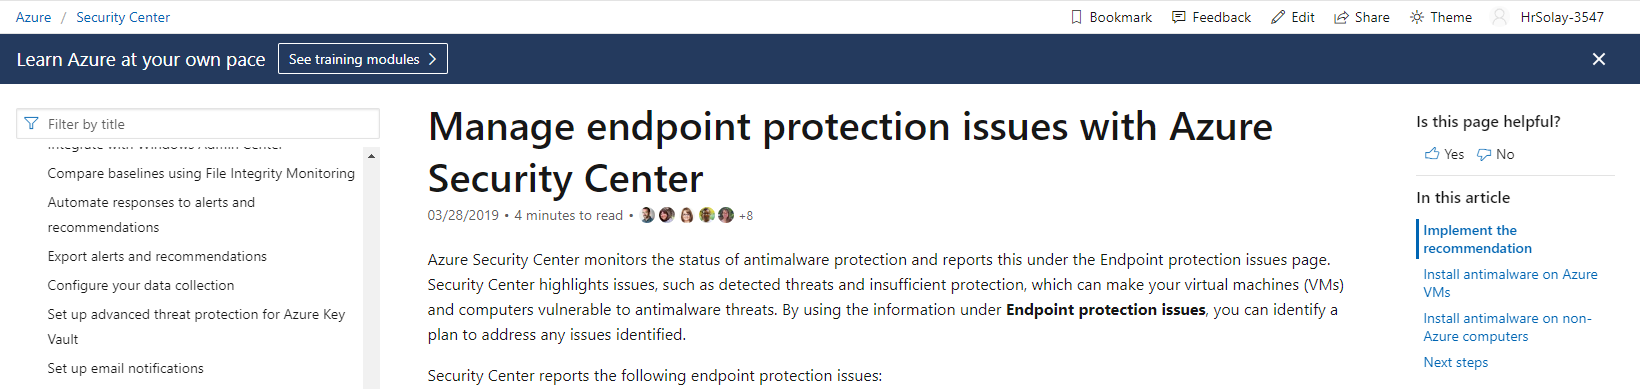 Azure / Security Center
Bookmark Feedback Edit Share Theme HrSolay-3547
Learn Azure at your own pace See training modules
Filter by title
Integrate with Windows Admin Center
Compare baselines using File Integrity Monitoring
Automate responses to alerts and
recommendations
Export alerts and recommendations
Configure your data collection
Set up advanced threat protection for Azure Key
Vault
Set up email notifications
Manage endpoint protection issues with Azure
Security Center
03/28/2019 • 4 minutes to read • +8
Azure Security Center monitors the status of antimalware protection and reports this under the Endpoint protection issues page.
Security Center highlights issues, such as detected threats and insufficient protection, which can make your virtual machines (VMs)
and computers vulnerable to antimalware threats. By using the information under Endpoint protection issues, you can identify a
plan to address any issues identified.
Security Center reports the following endpoint protection issues:
Is this page helpful?
Yes No
In this article
Implement the
recommendation
Install antimalware on Azure
VMs
Install antimalware on non-
Azure computers
Next steps